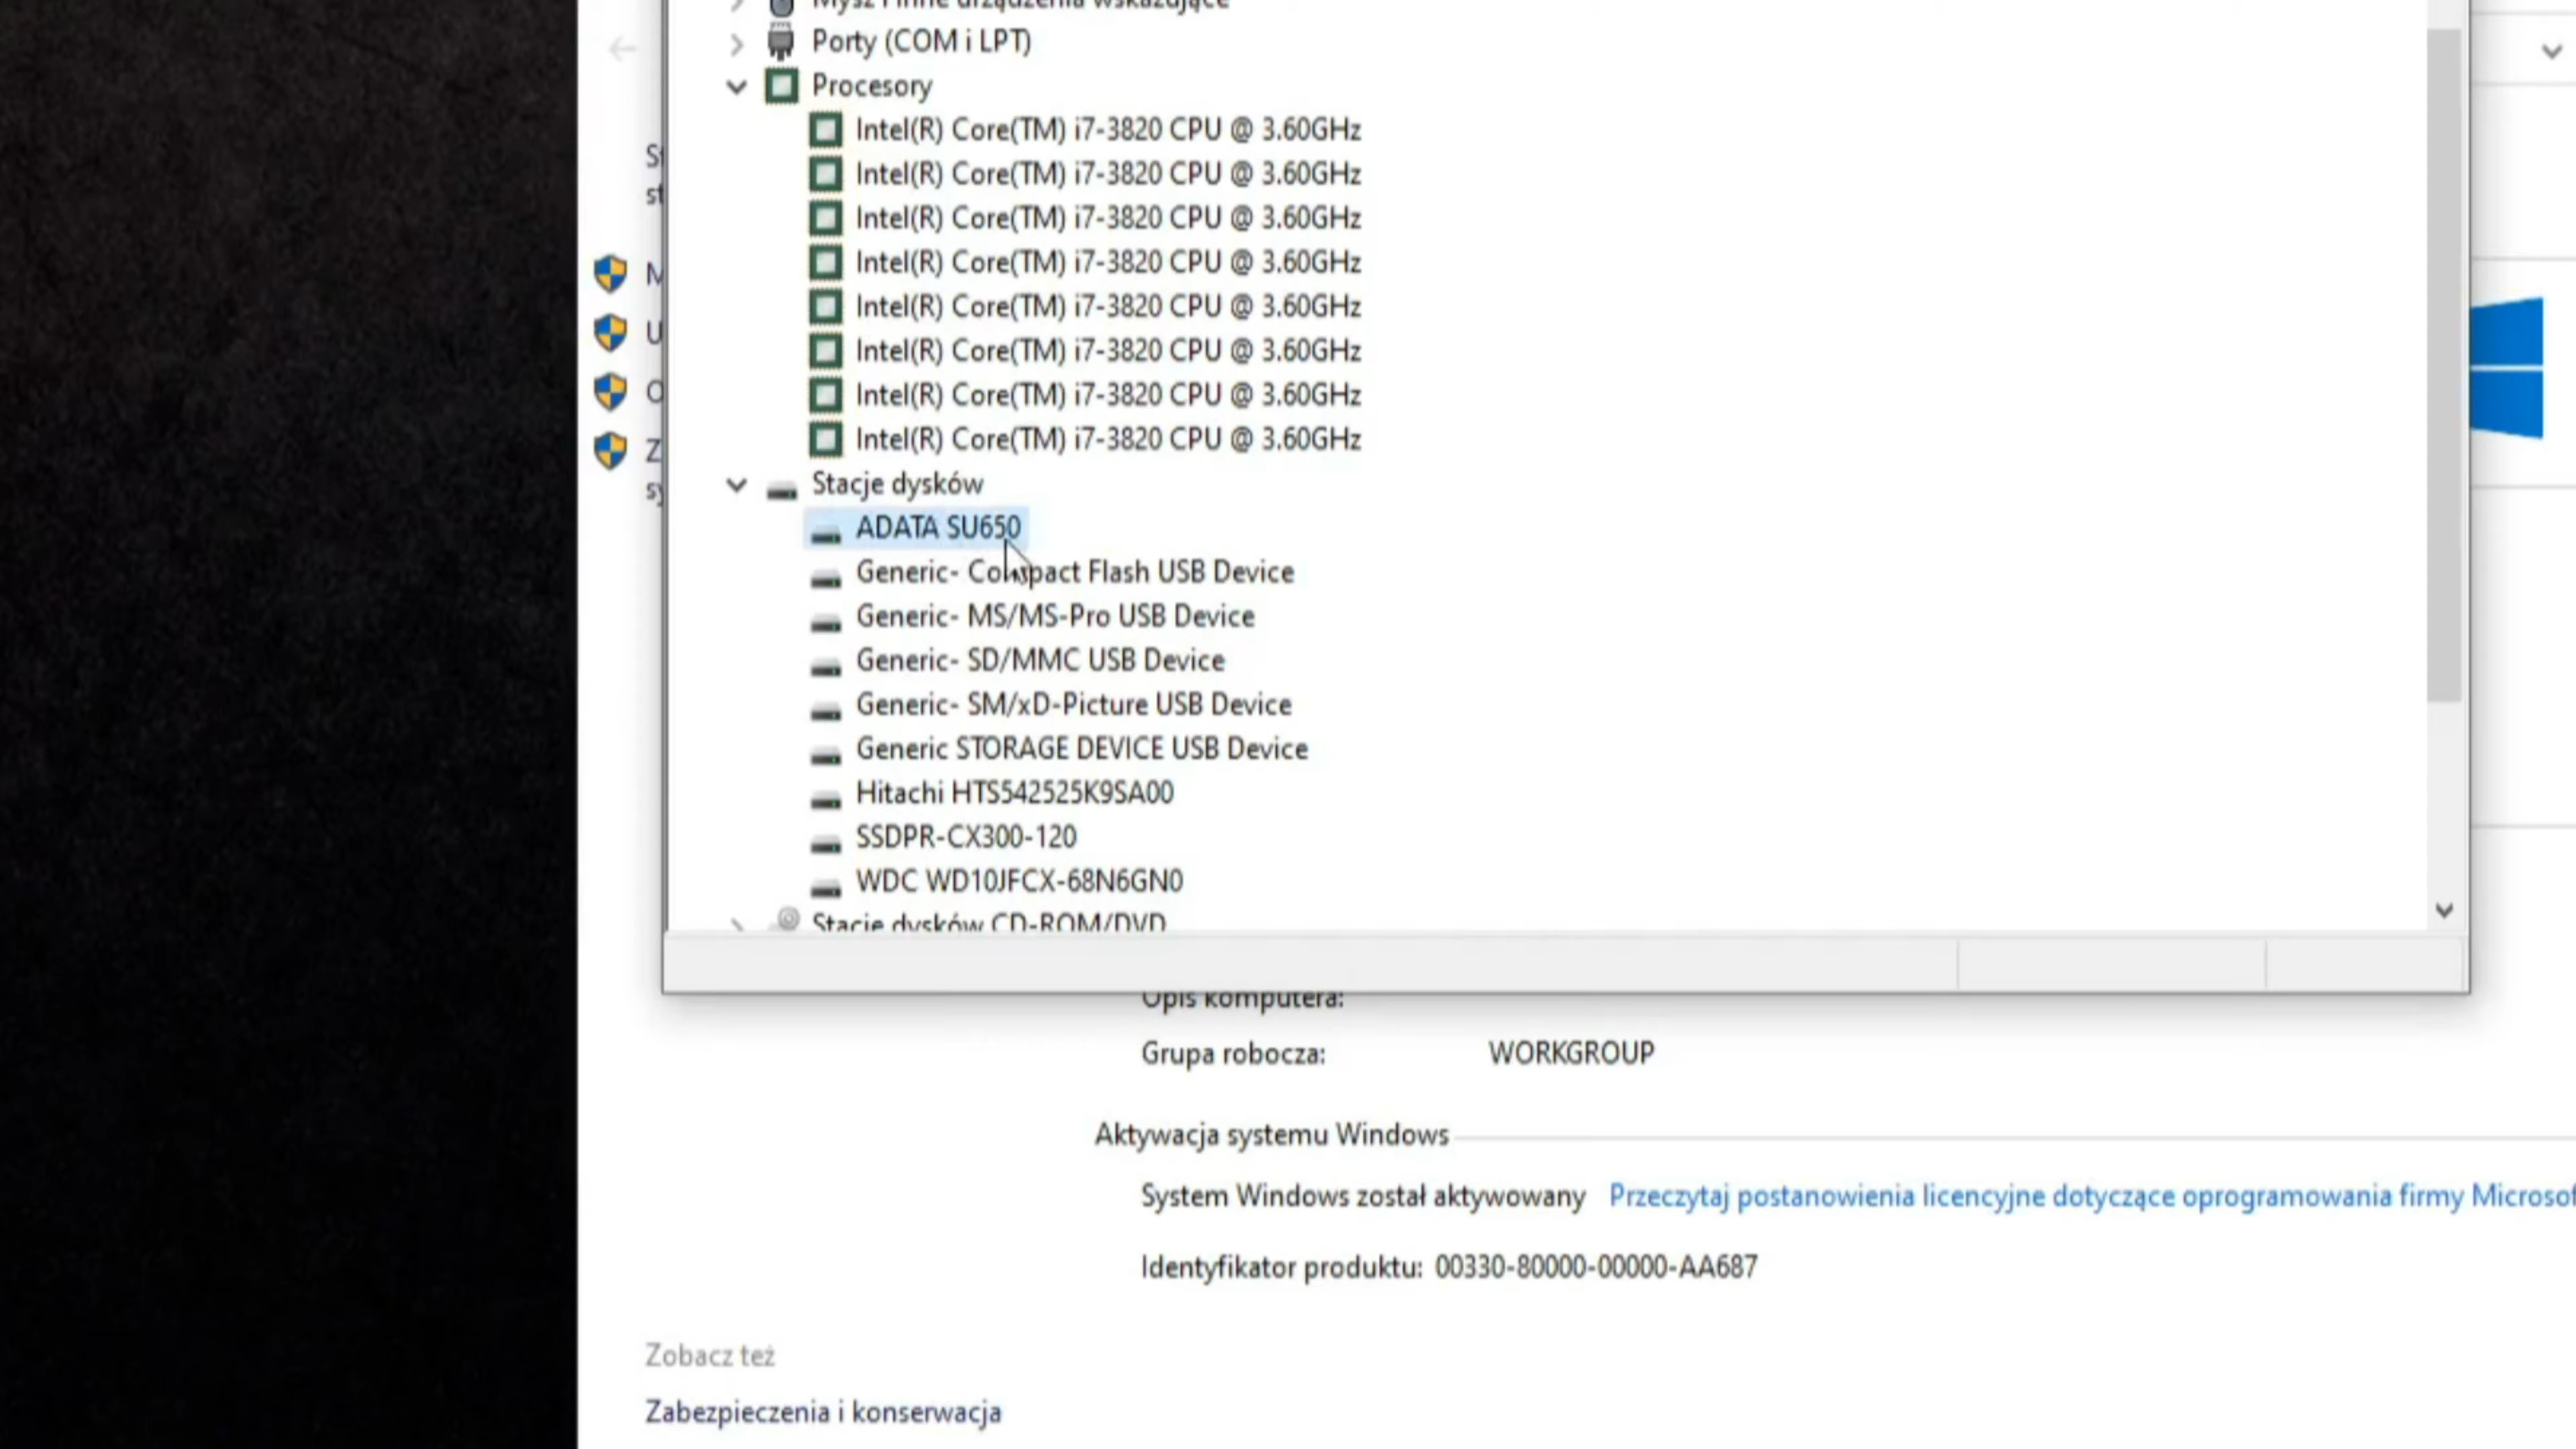 Mysz i inne urządzenia wskazujące
Porty (COM i LPT)
Procesory
Intel(R) Core(TM) i7-3820 CPU @ 3.60GHz
Intel(R) Core(TM) i7-3820 CPU @ 3.60GHz
Intel(R) Core(TM) i7-3820 CPU @ 3.60GHz
Intel(R) Core(TM) i7-3820 CPU @ 3.60GHz
Intel(R) Core(TM) i7-3820 CPU @ 3.60GHz
Intel(R) Core(TM) i7-3820 CPU @ 3.60GHz
Intel(R) Core(TM) i7-3820 CPU @ 3.60GHz
Intel(R) Core(TM) i7-3820 CPU @ 3.60GHz
Stacje dysków
ADATA SU650
Generic- Compact Flash USB Device
Generic- MS/MS-Pro USB Device
Generic- SD/MMC USB Device
Generic- SM/xD-Picture USB Device
Generic STORAGE DEVICE USB Device
Hitachi HTS542525K9SA00
SSDPR-CX300-120
WDC WD10JFCX-68N6GN0
Stacje dysków CD-ROM/DVD
Opis komputera:
Grupa robocza: WORKGROUP
Aktywacja systemu Windows
System Windows został aktywowany Przeczytaj postanowienia licencyjne dotyczące oprogramowania firmy Microsof
Identyfikator produktu: 00330-80000-00000-AA687
Zobacz też
Zabezpieczenia i konserwacja